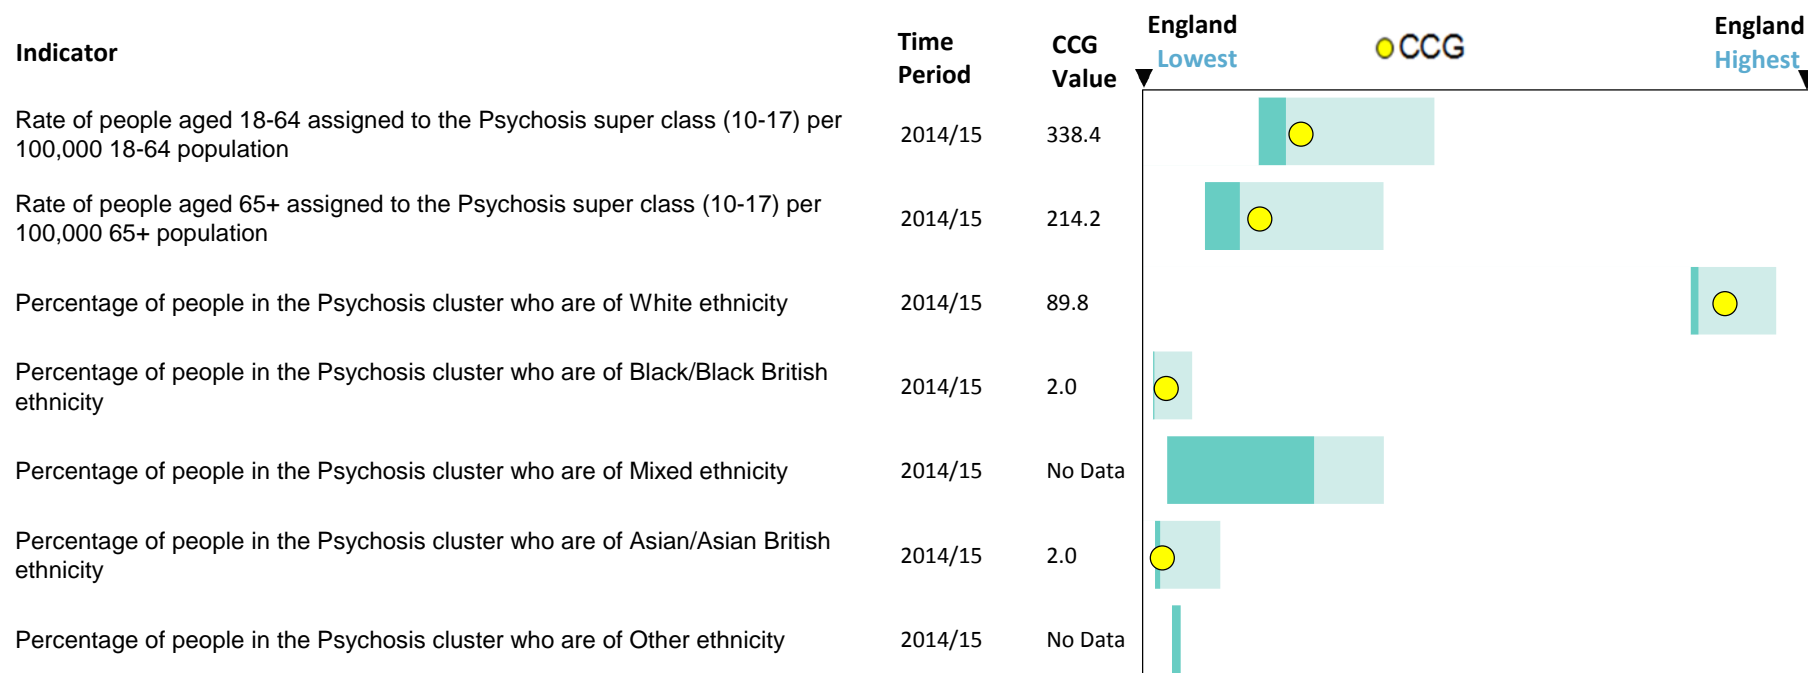 Indicator
Time Period
CCG Value
England Lowest
CCG
England Highest
Rate of people aged 18-64 assigned to the Psychosis super class (10-17) per
100,000 18-64 population
2014/15
338.4
Rate of people aged 65+ assigned to the Psychosis super class (10-17) per
100,000 65+ population
2014/15
214.2
Percentage of people in the Psychosis cluster who are of White ethnicity
2014/15
89.8
Percentage of people in the Psychosis cluster who are of Black/Black British
ethnicity
2014/15
2.0
Percentage of people in the Psychosis cluster who are of Mixed ethnicity
2014/15
No Data
Percentage of people in the Psychosis cluster who are of Asian/Asian British
ethnicity
2014/15
2.0
Percentage of people in the Psychosis cluster who are of Other ethnicity
2014/15
No Data